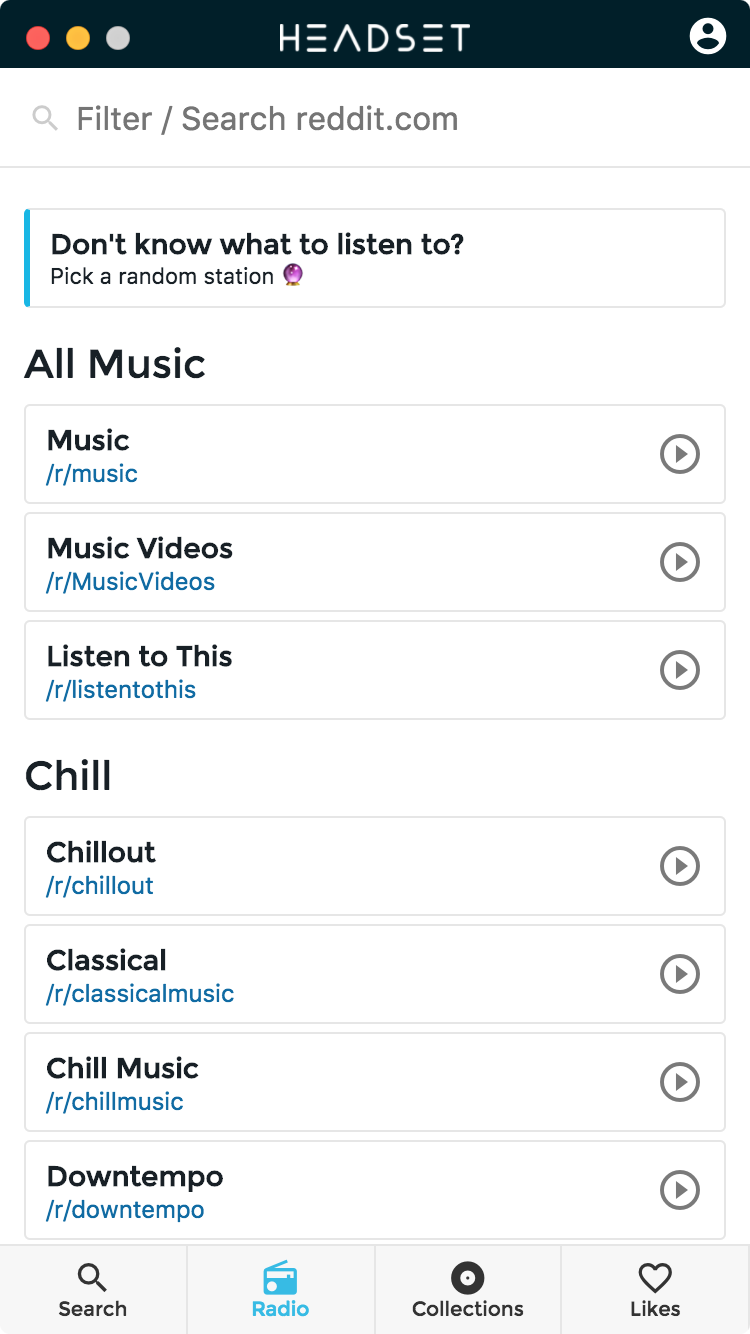 HEADSET
Filter / Search reddit.com
Don't know what to listen to?
Pick a random station 🔮
All Music
Music
/r/music
Music Videos
/r/MusicVideos
Listen to This
/r/listentothis
Chill
Chillout
/r/chillout
Classical
/r/classicalmusic
Chill Music
/r/chillmusic
Downtempo
/r/downtempo
Search
Radio
Collections
Likes